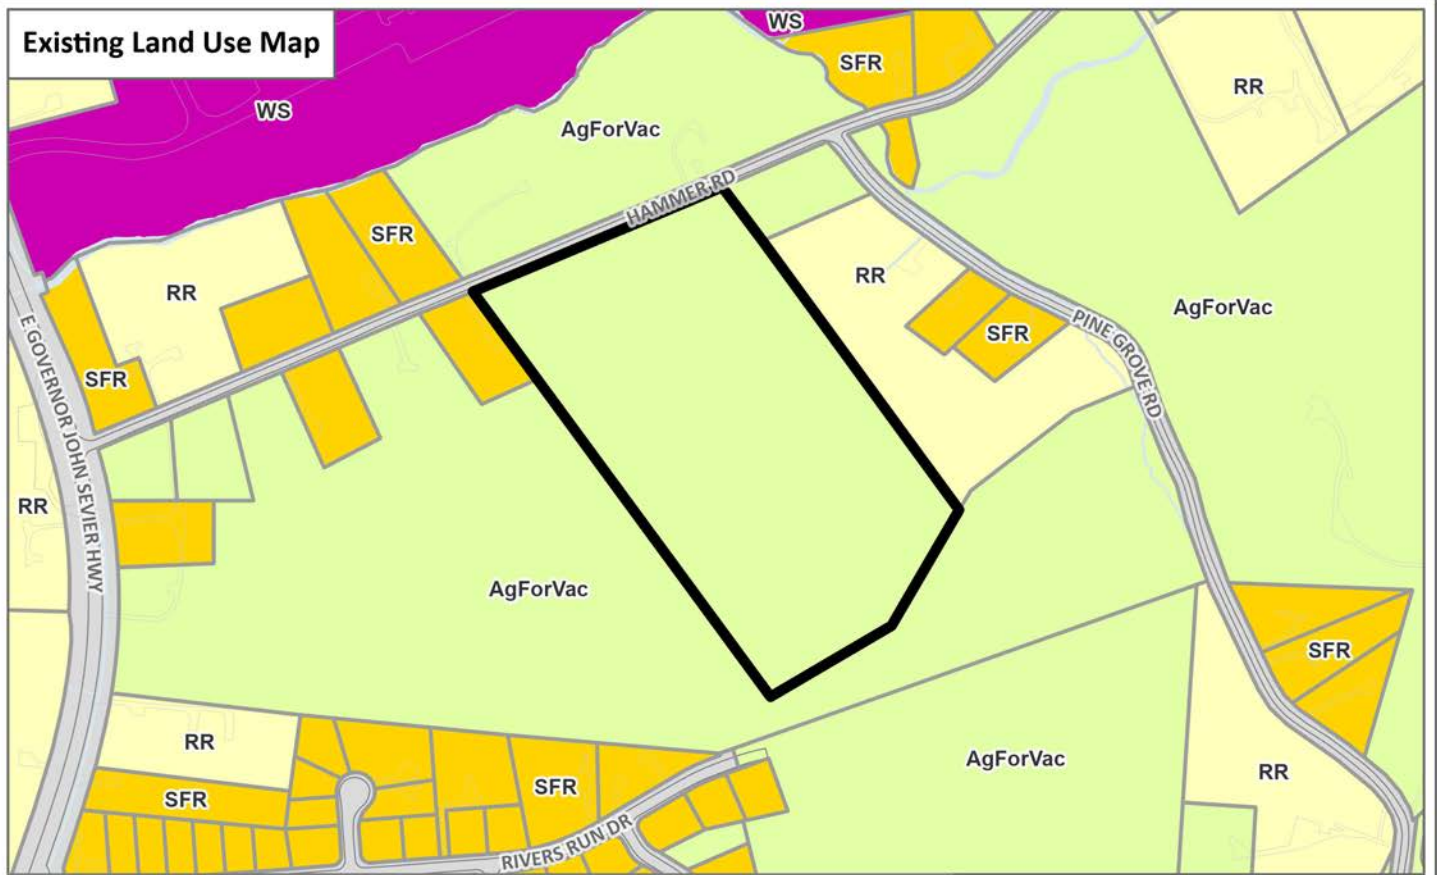 Existing Land Use Map
WS
WS
SFR
RR
AgForVac
HAMMER RD
SFR
RR
RR
AgForVac
SFR
PINE GROVE RD
E GOVERNOR JOHN SEVIER HWY
SFR
RR
AgForVac
SFR
RR
AgForVac
RR
SFR
SFR
RIVERS RUN DR